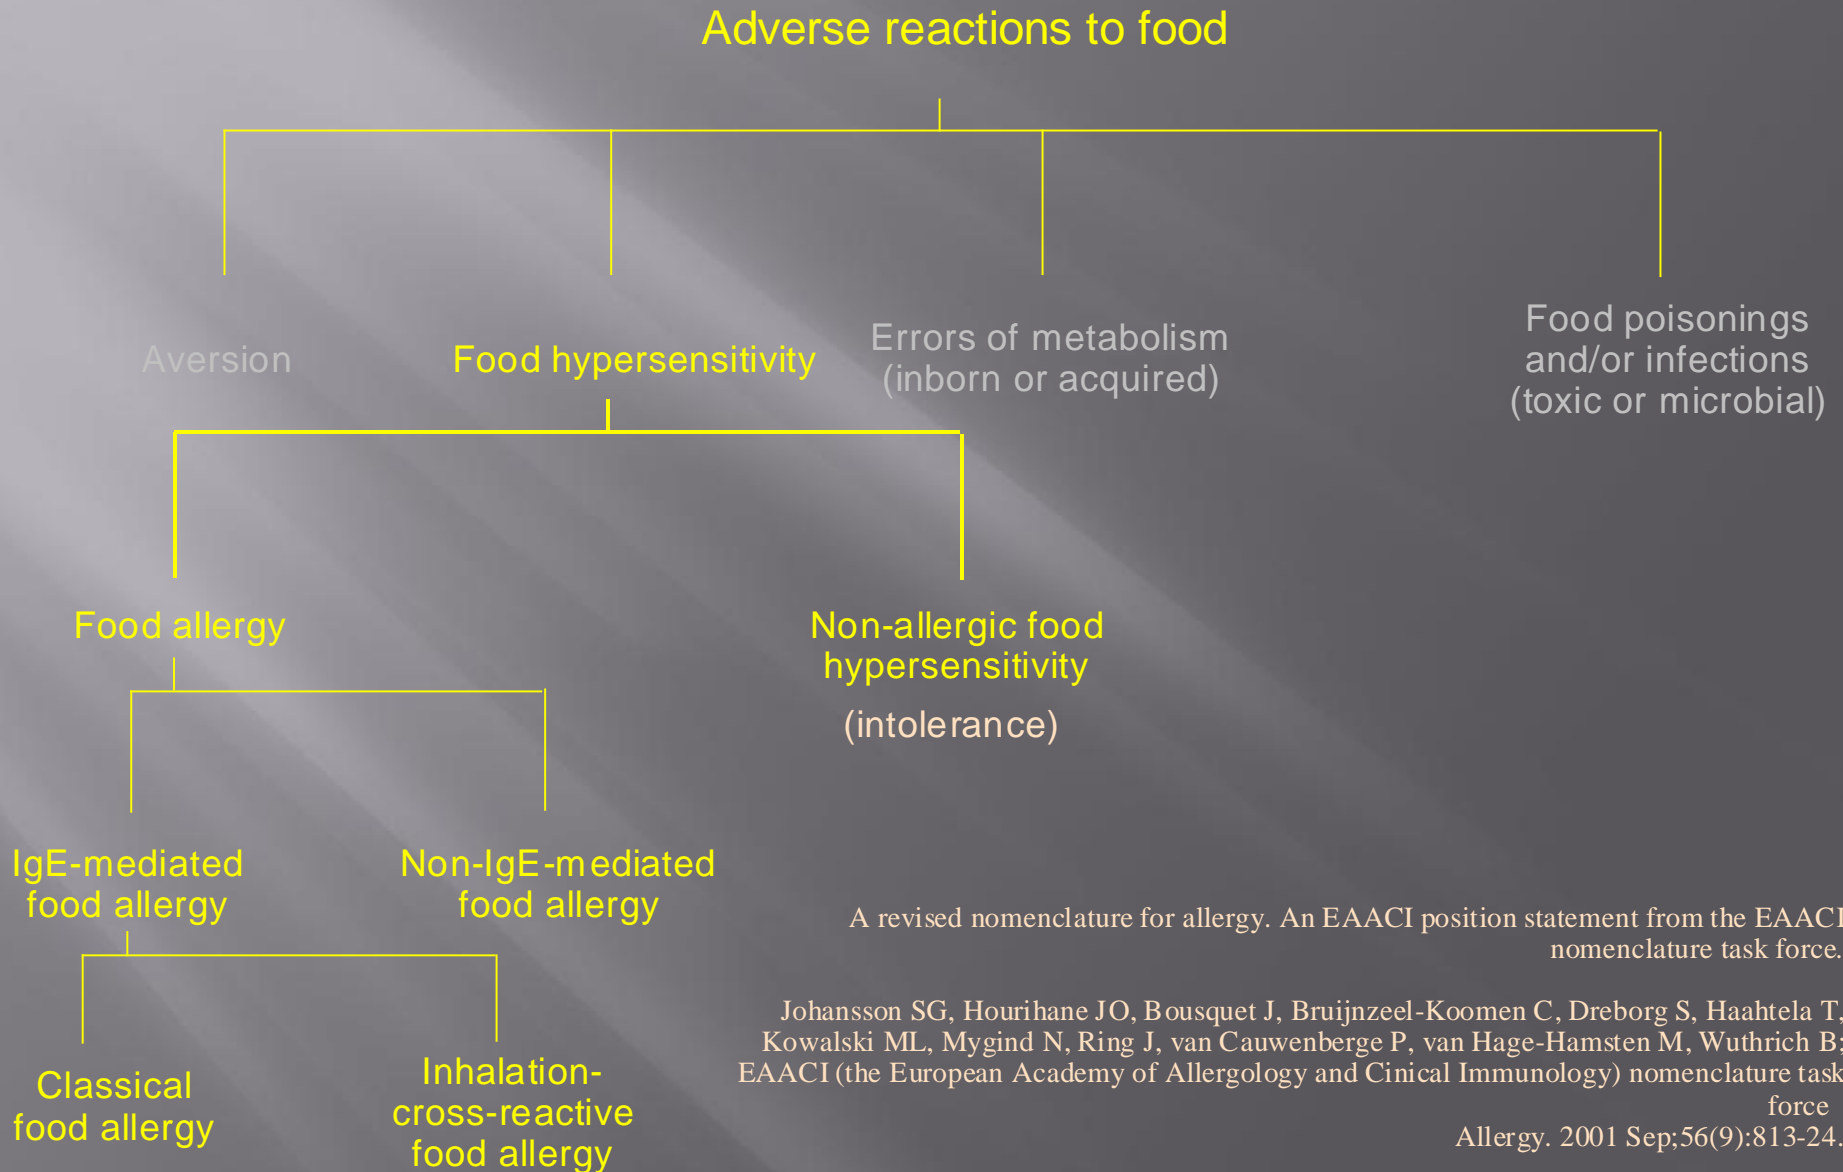 Adverse reactions to food
Aversion
Food hypersensitivity
Errors of metabolism
(inborn or acquired)
Food poisonings
and/or infections
(toxic or microbial)
Food allergy
Non-allergic food
hypersensitivity
(intolerance)
IgE-mediated
food allergy
Non-IgE-mediated
food allergy
Classical
food allergy
Inhalation-
cross-reactive
food allergy
A revised nomenclature for allergy. An EAACI position statement from the EAACI
nomenclature task force.
Johansson SG, Hourihane JO, Bousquet J, Bruijnzeel-Koomen C, Dreborg S, Haahtela T,
Kowalski ML, Mygind N, Ring J, van Cauwenberge P, van Hage-Hamsten M, Wuthrich B;
EAACI (the European Academy of Allergology and Cinical Immunology) nomenclature task
force
Allergy. 2001 Sep;56(9):813-24.